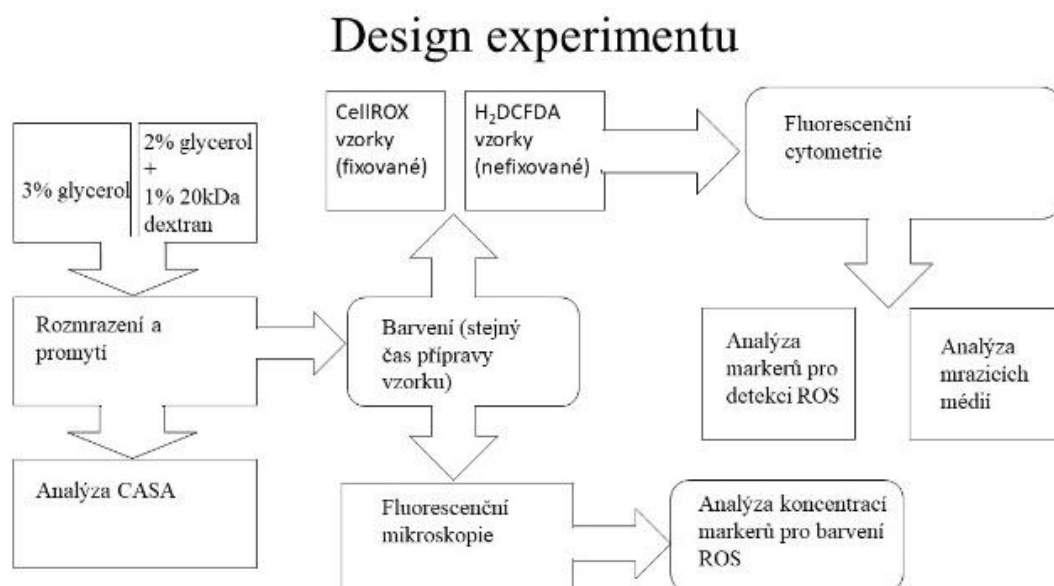 Design experimentu
3% glycerol
2% glycerol
+
1% 20kDa
dextran
CellROX
vzorky
(fixované)
H₂DCFDA
vzorky
(nefixované)
Fluorescenční
cytometrie
Rozmrazení a
promytí
Barvení (stejný
čas přípravy
vzorku)
Analýza
markerů pro
detekci ROS
Analýza
mrazicích
médií
Analýza CASA
Fluorescenční
mikroskopie
Analýza koncentrací
markerů pro barvení
ROS